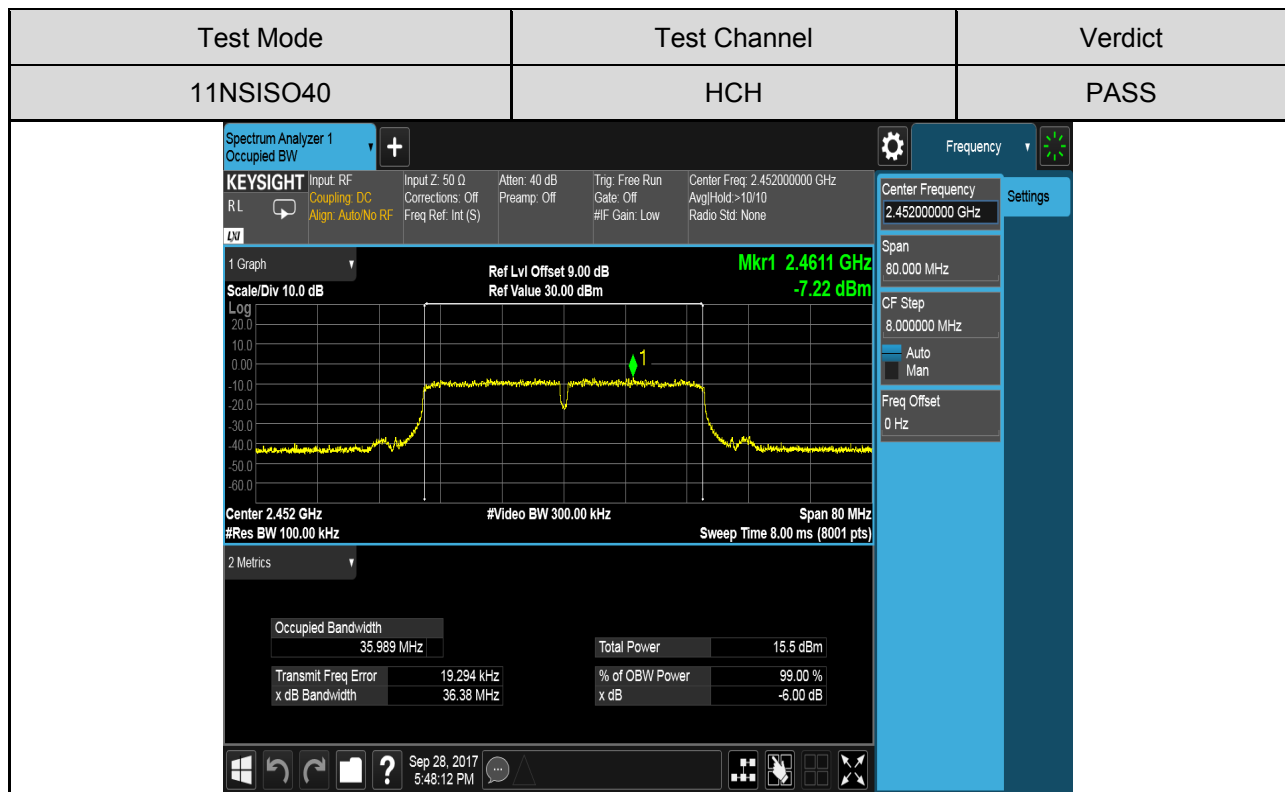 Test Mode Test Channel Verdict
11NSISO40 HCH PASS
Spectrum Analyzer 1
Occupied BW
+
Frequency
KEYSIGHT
R L
LXI
Input: RF
Coupling: DC
Align: Auto/No RF
Input Z: 50 Ω
Corrections: Off
Freq Ref: Int (S)
Atten: 40 dB
Preamp: Off
Trig: Free Run
Gate: Off
#IF Gain: Low
Center Freq: 2.452000000 GHz
Avg|Hold:>10/10
Radio Std: None
Center Frequency
2.452000000 GHz
Settings
Span
80.000 MHz
CF Step
8.000000 MHz
Auto
Man
Freq Offset
0 Hz
1 Graph
Scale/Div 10.0 dB
Ref Lvl Offset 9.00 dB
Ref Value 30.00 dBm
Mkr1 2.4611 GHz
-7.22 dBm
Log
20.0
10.0
0.00
-10.0
-20.0
-30.0
-40.0
-50.0
-60.0
1
Center 2.452 GHz
#Res BW 100.00 kHz
#Video BW 300.00 kHz
Span 80 MHz
Sweep Time 8.00 ms (8001 pts)
2 Metrics
Occupied Bandwidth
35.989 MHz
Total Power 15.5 dBm
Transmit Freq Error 19.294 kHz
% of OBW Power 99.00 %
x dB Bandwidth 36.38 MHz
x dB -6.00 dB
?
Sep 28, 2017
5:48:12 PM